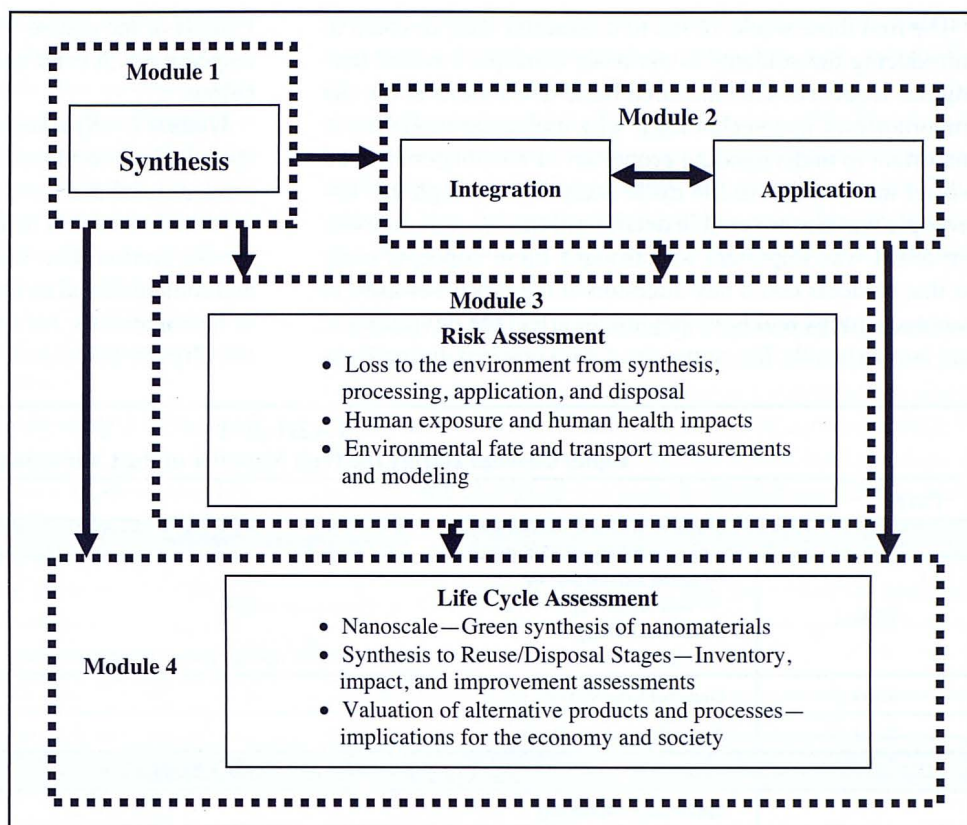 Module 1
Synthesis
Module 2
Integration
Application
Module 3
Risk Assessment
• Loss to the environment from synthesis,
processing, application, and disposal
• Human exposure and human health impacts
• Environmental fate and transport measurements
and modeling
Module 4
Life Cycle Assessment
• Nanoscale—Green synthesis of nanomaterials
• Synthesis to Reuse/Disposal Stages—Inventory,
impact, and improvement assessments
• Valuation of alternative products and processes—
implications for the economy and society